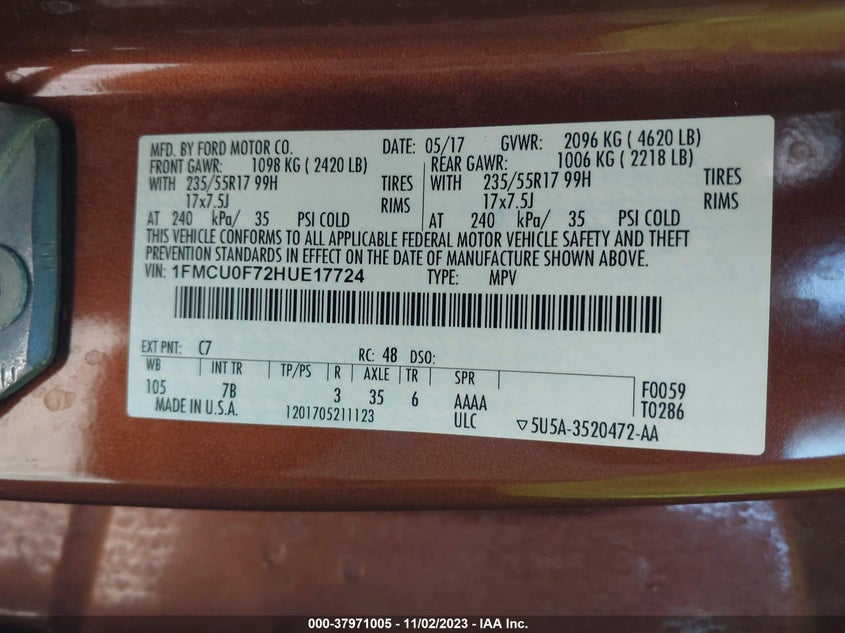 MFD. BY FORD MOTOR CO. DATE: 05/17 GVWR: 2096 KG ( 4620 LB)
FRONT GAWR: 1098 KG ( 2420 LB) REAR GAWR: 1006 KG ( 2218 LB)
WITH 235/55R17 99H TIRES WITH 235/55R17 99H TIRES
17x7.5J RIMS 17x7.5J RIMS
AT 240 kPa/ 35 PSI COLD AT 240 kPa/ 35 PSI COLD
THIS VEHICLE CONFORMS TO ALL APPLICABLE FEDERAL MOTOR VEHICLE SAFETY AND THEFT
PREVENTION STANDARDS IN EFFECT ON THE DATE OF MANUFACTURE SHOWN ABOVE.
VIN: 1FMCU0F72HUE17724 TYPE: MPV
EXT PNT: C7 RC: 48 DSO:
WB INT TR TP/PS R AXLE TR SPR
105 7B 3 35 6 AAAA F0059
MADE IN U.S.A. 1201705211123 ULC T0286
▽5U5A-3520472-AA
000-37971005 - 11/02/2023 - IAA Inc.